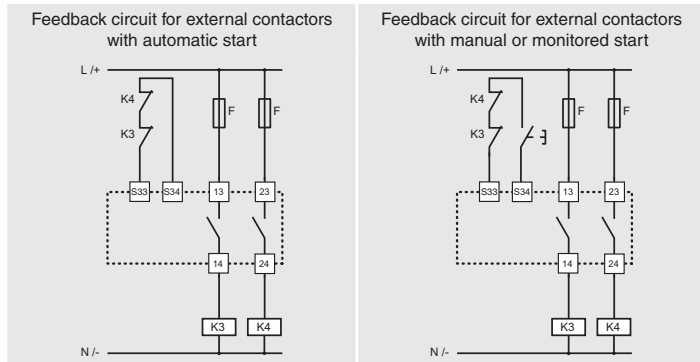 Feedback circuit for external contactors
with automatic start
L /+
K4
F
F
K3
S33
S34
13
23
14
24
K3
K4
N /-
Feedback circuit for external contactors
with manual or monitored start
L /+
K4
F
F
K3
S33
S34
13
23
14
24
K3
K4
N /-